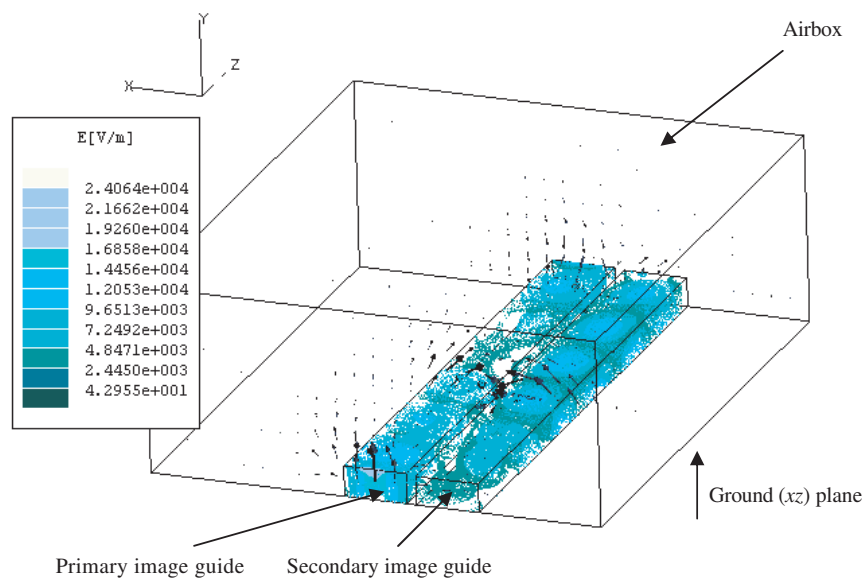 Airbox
Y
Z
X
E[V/m]
2.4064e+004
2.1662e+004
1.9260e+004
1.6858e+004
1.4456e+004
1.2053e+004
9.6513e+003
7.2492e+003
4.8471e+003
2.4450e+003
4.2955e+001
Ground (xz) plane
Primary image guide
Secondary image guide